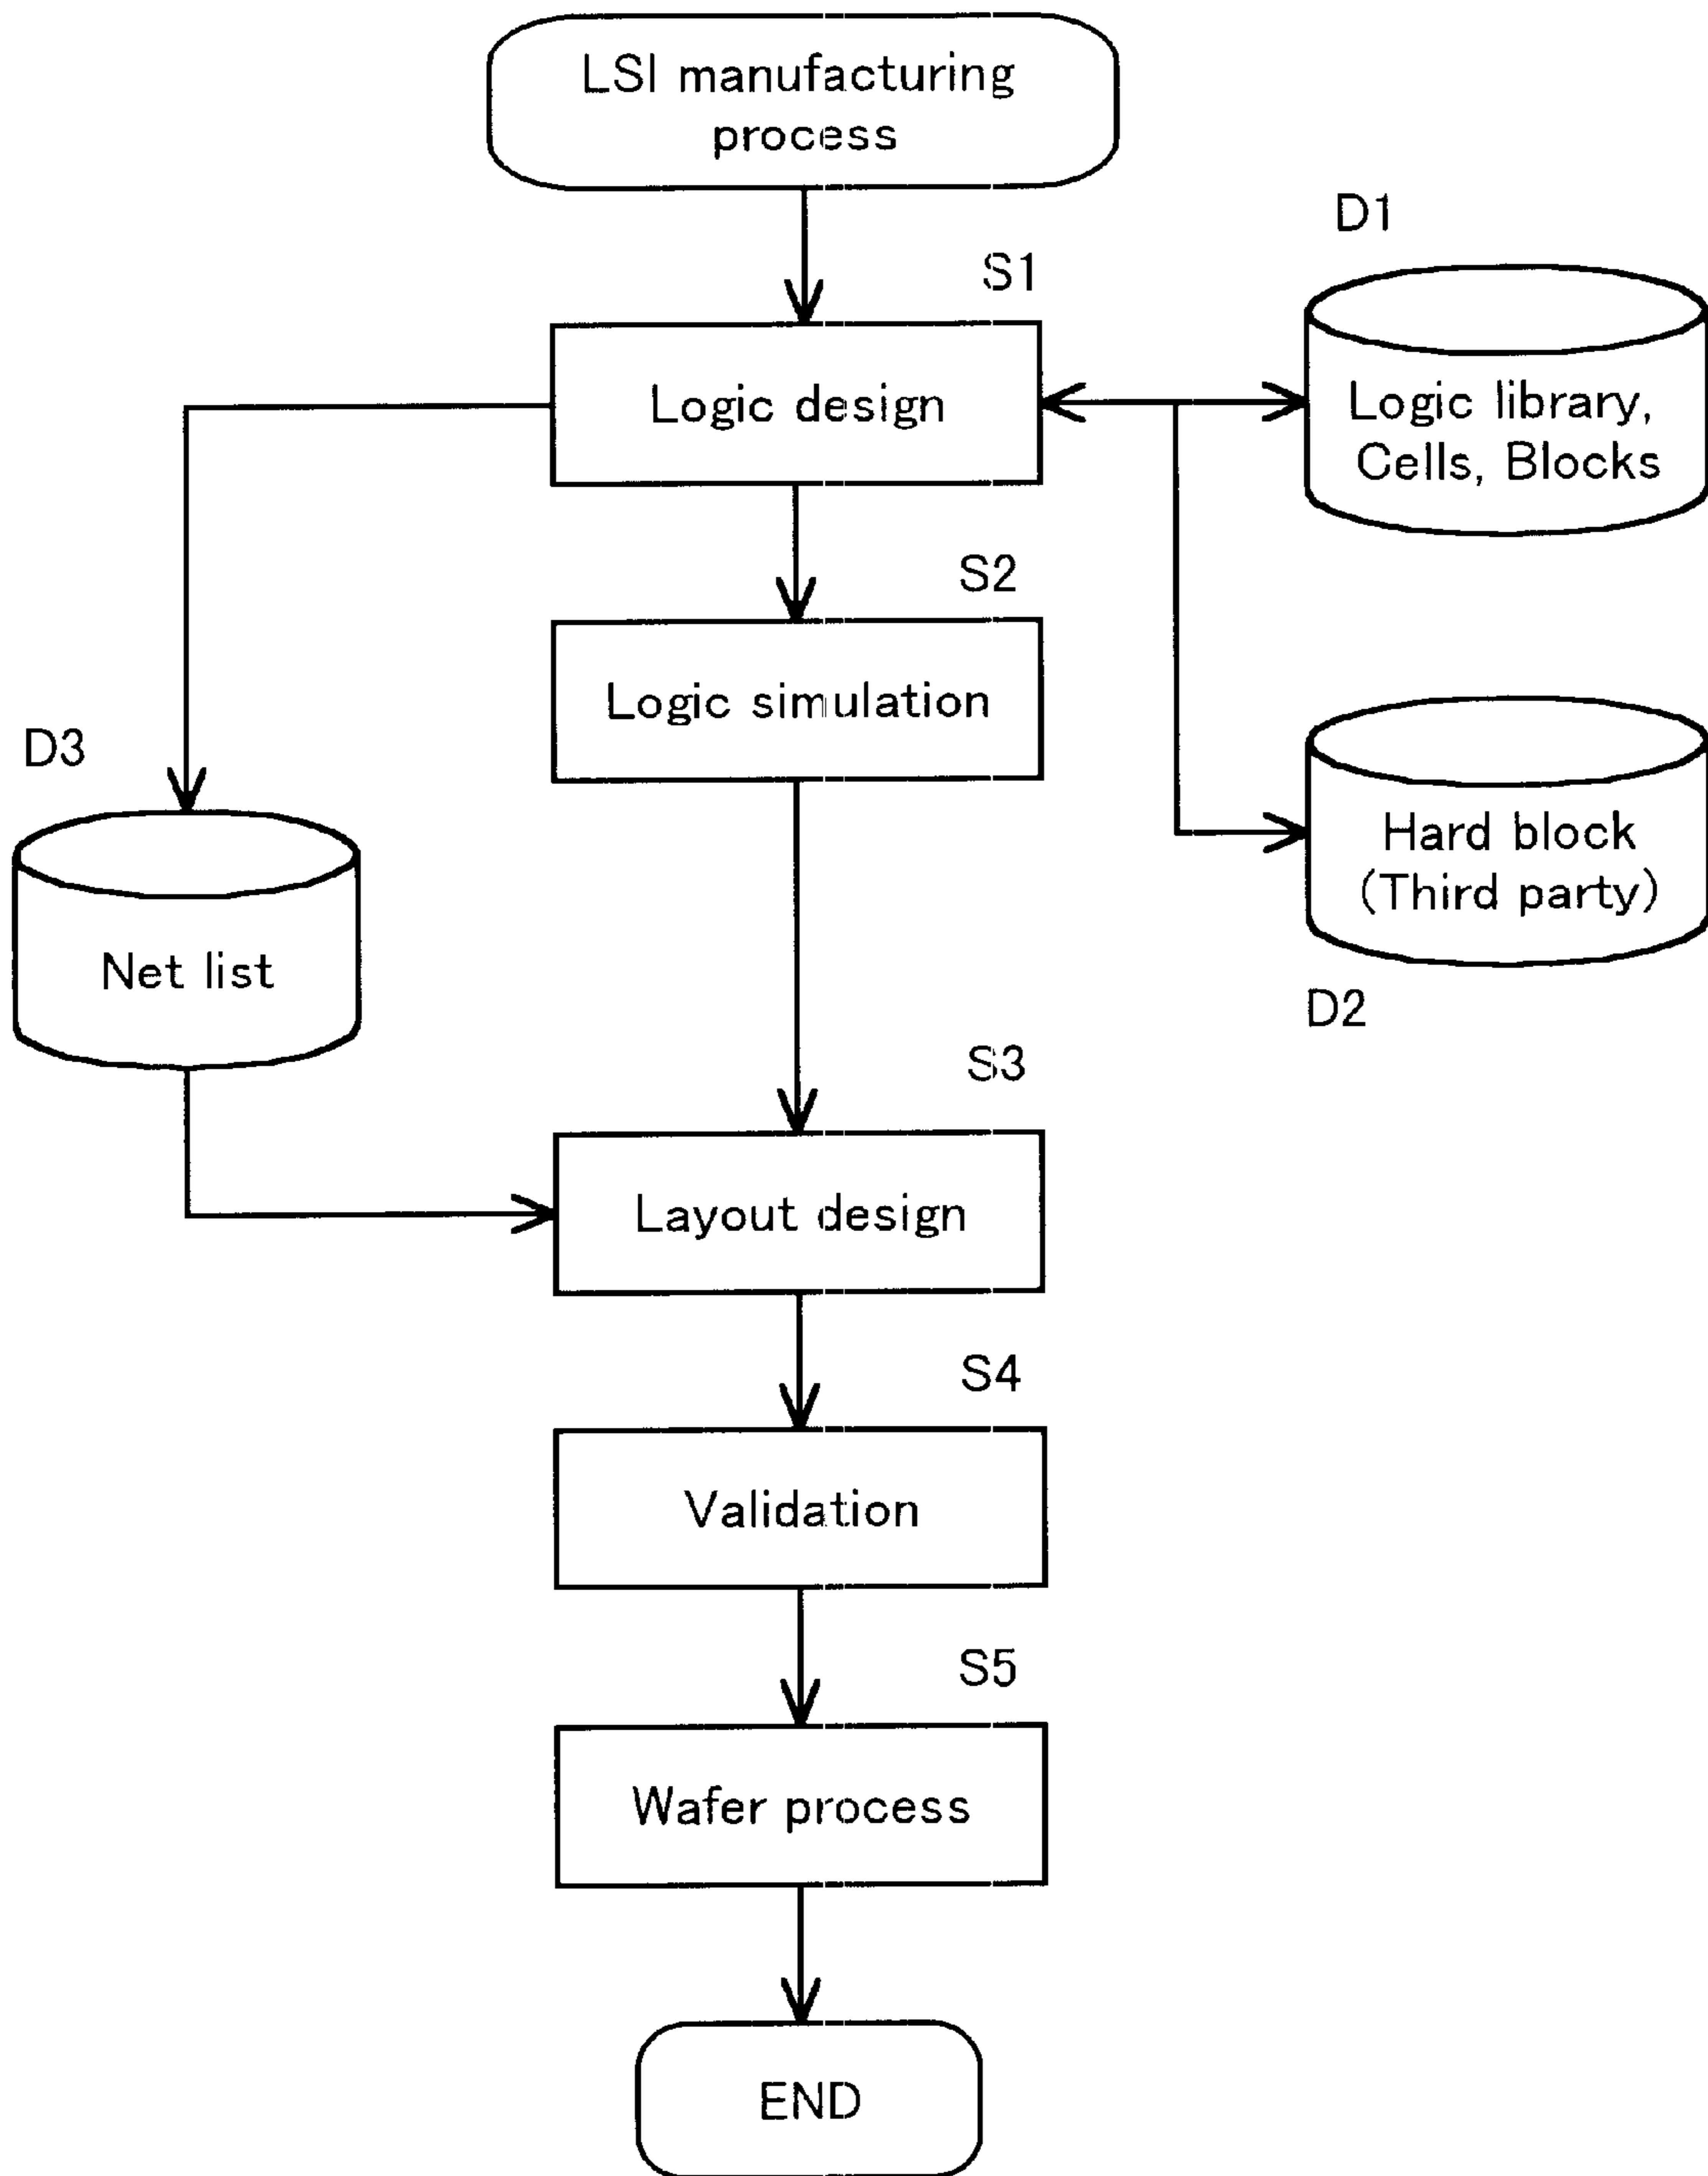 LSI manufacturing
process
D1
S1
Logic design
Logic library,
Cells, Blocks
S2
Logic simulation
D3
Hard block
(Third party)
Net list
D2
S3
Layout design
S4
Validation
S5
Wafer process
END